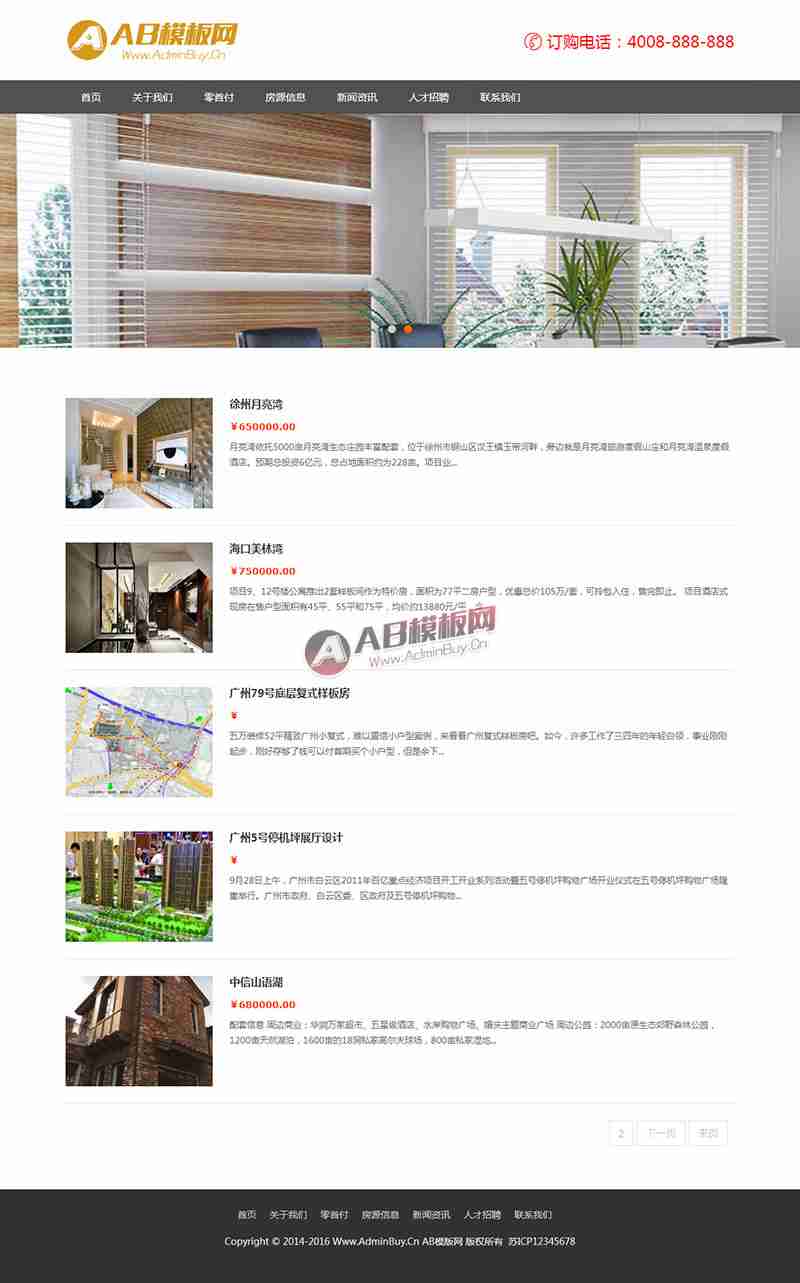 AB模板网
Www.AdminBuy.Cn
订购电话：4008-888-888
首页 关于我们 零首付 房源信息 新闻资讯 人才招聘 联系我们
徐州月亮湾
￥650000.00
月亮湾依托5000亩月亮湾生态庄园丰富配套，位于徐州市铜山区汉王镇玉带河畔，旁边就是月亮湾旅游度假山庄和月亮湾温泉度假
酒店。预期总投资6亿元，总占地面积约为228亩。项目业...
海口美林湾
￥750000.00
项目9、12号楼公寓推出2套样板间作为特价房，面积为77平二房户型，优惠总价105万/套，可拎包入住，售完即止。 项目酒店式
现房在售户型面积有45平、55平和75平，均价约13880元/平
AB模板网
Www.AdminBuy.Cn
广州79号底层复式样板房
￥
五万装修52平精致广州小复式，难以置信小户型案例，来看看广州复式样板房吧。如今，许多工作了三四年的年轻白领，事业刚刚
起步，刚好存够了钱可以付首期买个小户型，但是余下...
广州5号停机坪展厅设计
￥
9月28日上午，广州市白云区2011年百亿重点经济项目开工开业系列活动暨五号停机坪购物广场开业仪式在五号停机坪购物广场隆
重举行。广州市政府、白云区委、区政府及五号停机坪购物...
中信山语湖
￥680000.00
配套信息 周边商业：华润万家超市、五星级酒店、水岸购物广场、婚庆主题商业广场 周边公园：2000亩原生态郊野森林公园，
1200亩天然湖泊，1600亩的18洞私家高尔夫球场，800亩私家湿地...
2 下一页 末页
首页 关于我们 零首付 房源信息 新闻资讯 人才招聘 联系我们
Copyright © 2014-2016 Www.AdminBuy.Cn AB模版网 版权所有 苏ICP12345678